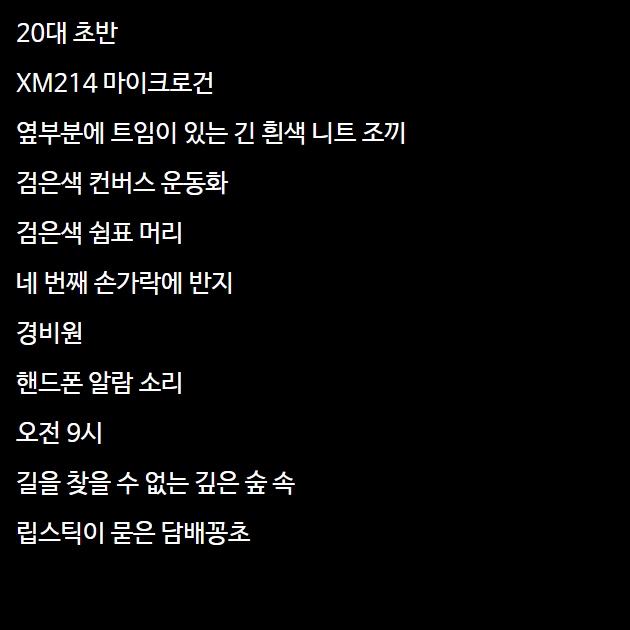 20대 초반
XM214 마이크로건
옆부분에 트임이 있는 긴 흰색 니트 조끼
검은색 컨버스 운동화
검은색 쉼표 머리
네 번째 손가락에 반지
경비원
핸드폰 알람 소리
오전 9시
길을 찾을 수 없는 깊은 숲 속
립스틱이 묻은 담배꽁초